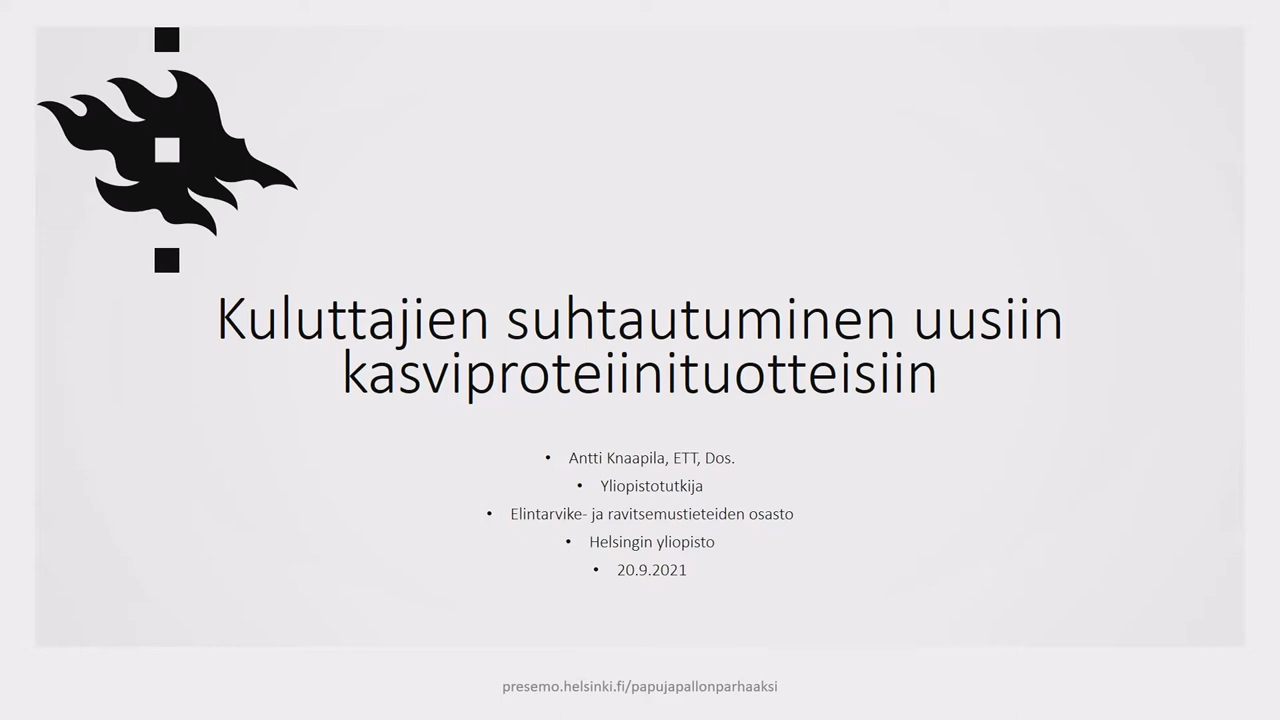 Kuluttajien suhtautuminen uusiin
kasviproteiinituotteisiin
• Antti Knaapila, ETT, Dos.
• Yliopistotutkija
• Elintarvike- ja ravitsemustieteiden osasto
• Helsingin yliopisto
• 20.9.2021
presemo.helsinki.fi/papujapallonparhaaksi